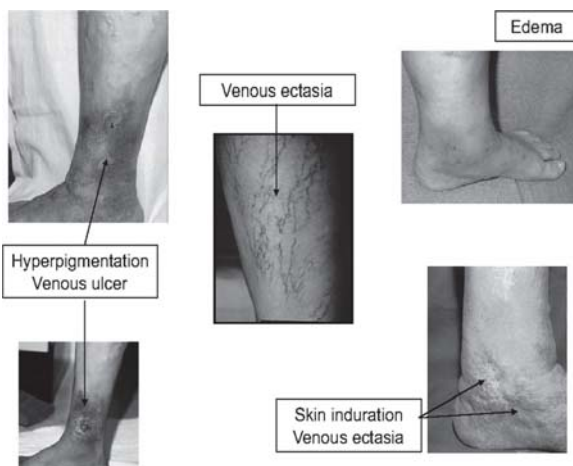 Edema
Venous ectasia
Hyperpigmentation
Venous ulcer
Skin induration
Venous ectasia